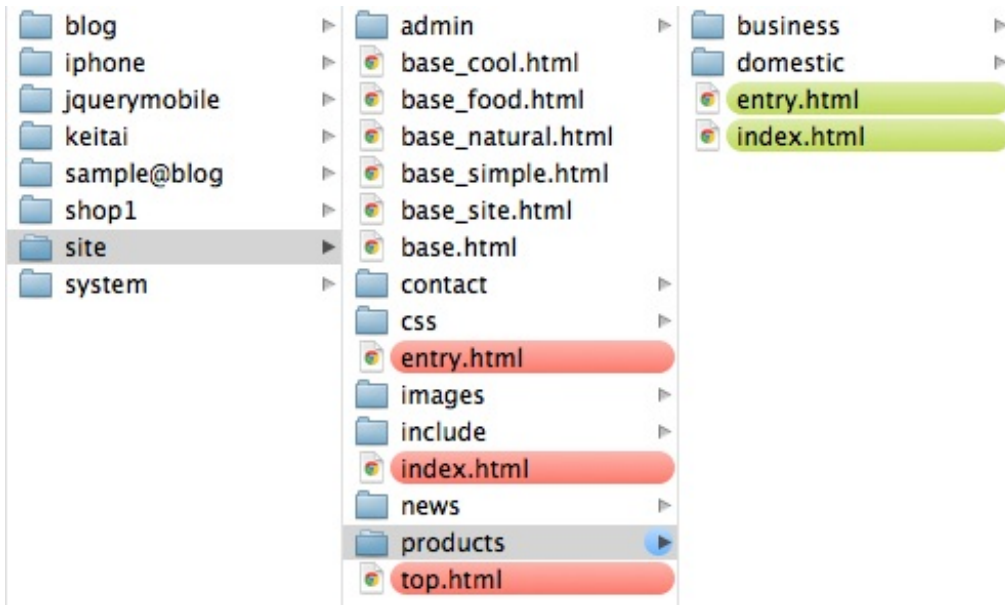 blog
iphone
jquerymobile
keitai
sample@blog
shop1
site
system
admin
base_cool.html
base_food.html
base_natural.html
base_simple.html
base_site.html
base.html
contact
css
entry.html
images
include
index.html
news
products
top.html
business
domestic
entry.html
index.html